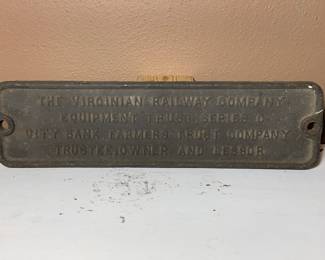 THE VIRGINIAN RAILWAY COMPANY
EQUIPMENT TRUST, SERIES D
CITY BANK FARMERS TRUST COMPANY
TRUSTEE, OWNER AND LESSOR